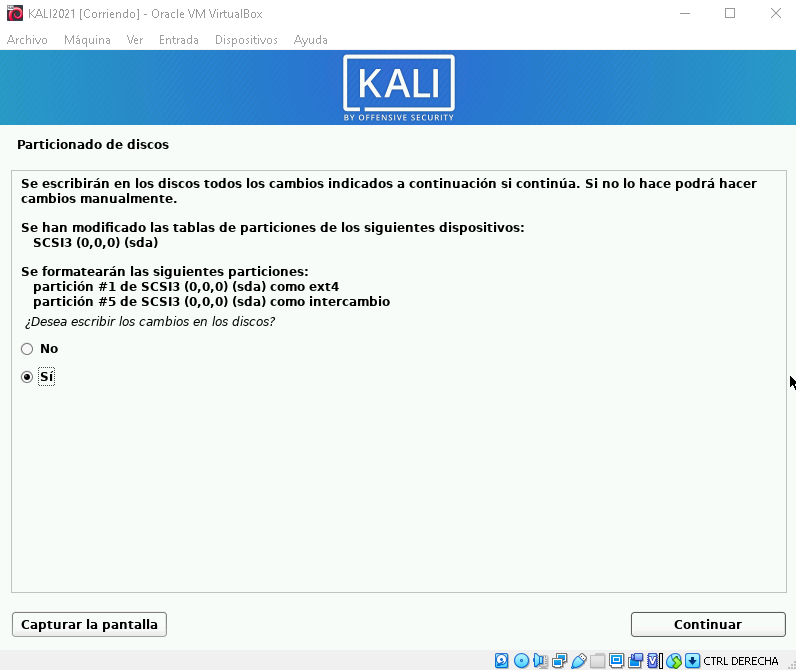 KALI2021 [Corriendo] - Oracle VM VirtualBox
Archivo Máquina Ver Entrada Dispositivos Ayuda
KALI
BY OFFENSIVE SECURITY
Particionado de discos
Se escribirán en los discos todos los cambios indicados a continuación si continúa. Si no lo hace podrá hacer
cambios manualmente.
Se han modificado las tablas de particiones de los siguientes dispositivos:
SCSI3 (0,0,0) (sda)
Se formatearán las siguientes particiones:
partición #1 de SCSI3 (0,0,0) (sda) como ext4
partición #5 de SCSI3 (0,0,0) (sda) como intercambio
¿Desea escribir los cambios en los discos?
No
Sí
Capturar la pantalla Continuar
CTRL DERECHA